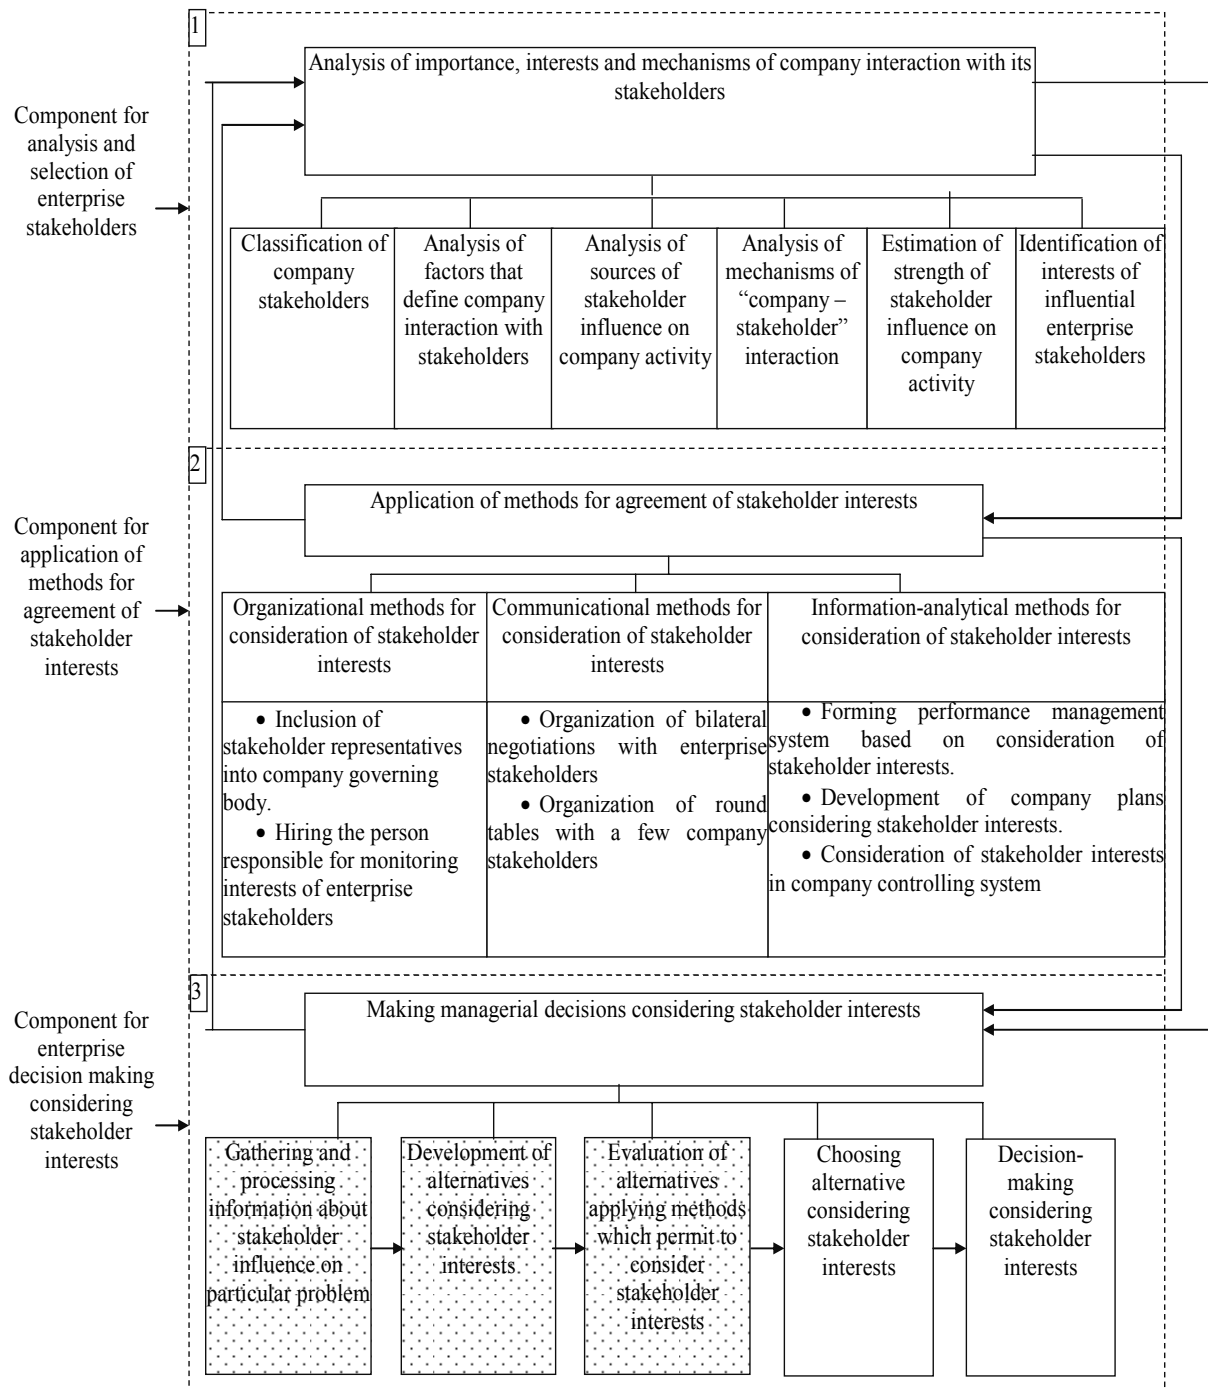 1
Analysis of importance, interests and mechanisms of company interaction with its
stakeholders
Component for
analysis and
selection of
enterprise
stakeholders
Classification of
company
stakeholders
Analysis of
factors that
define company
interaction with
stakeholders
Analysis of
sources of
stakeholder
influence on
company activity
Analysis of
mechanisms of
“company –
stakeholder”
interaction
Estimation of
strength of
stakeholder
influence on
company
activity
Identification of
interests of
influential
enterprise
stakeholders
2
Application of methods for agreement of stakeholder interests
Component for
application of
methods for
agreement of
stakeholder
interests
Organizational methods for
consideration of stakeholder
interests
Communicational methods for
consideration of stakeholder
interests
Information-analytical methods for
consideration of stakeholder interests
• Inclusion of
stakeholder representatives
into company governing
body.
• Hiring the person
responsible for monitoring
interests of enterprise
stakeholders
• Organization of bilateral
negotiations with enterprise
stakeholders
• Organization of round
tables with a few company
stakeholders
• Forming performance management
system based on consideration of
stakeholder interests.
• Development of company plans
considering stakeholder interests.
• Consideration of stakeholder interests
in company controlling system
3
Making managerial decisions considering stakeholder interests
Component for
enterprise
decision making
considering
stakeholder
interests
Gathering and
processing
information about
stakeholder
influence on
particular problem
Development of
alternatives
considering
stakeholder
interests
Evaluation of
alternatives
applying methods
which permit to
consider
stakeholder
interests
Choosing
alternative
considering
stakeholder
interests
Decision-
making
considering
stakeholder
interests